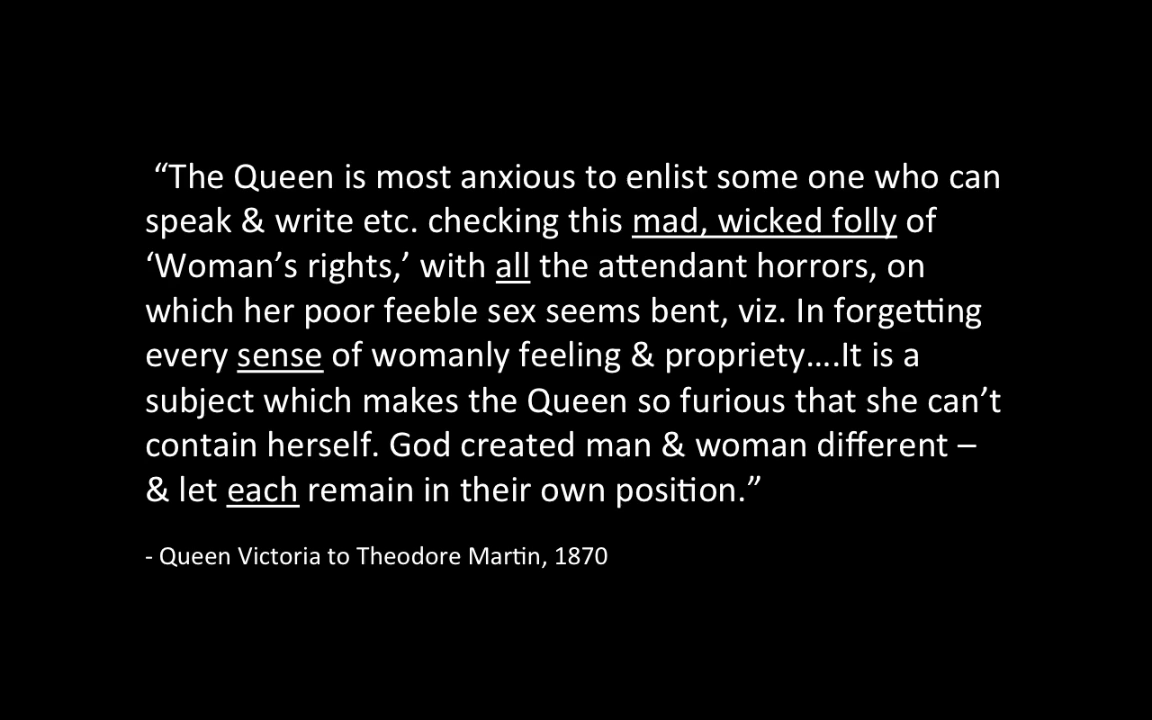 “The Queen is most anxious to enlist some one who can
speak & write etc. checking this mad, wicked folly of
‘Woman’s rights,’ with all the attendant horrors, on
which her poor feeble sex seems bent, viz. In forgetting
every sense of womanly feeling & propriety….It is a
subject which makes the Queen so furious that she can’t
contain herself. God created man & woman different –
& let each remain in their own position.”
- Queen Victoria to Theodore Martin, 1870